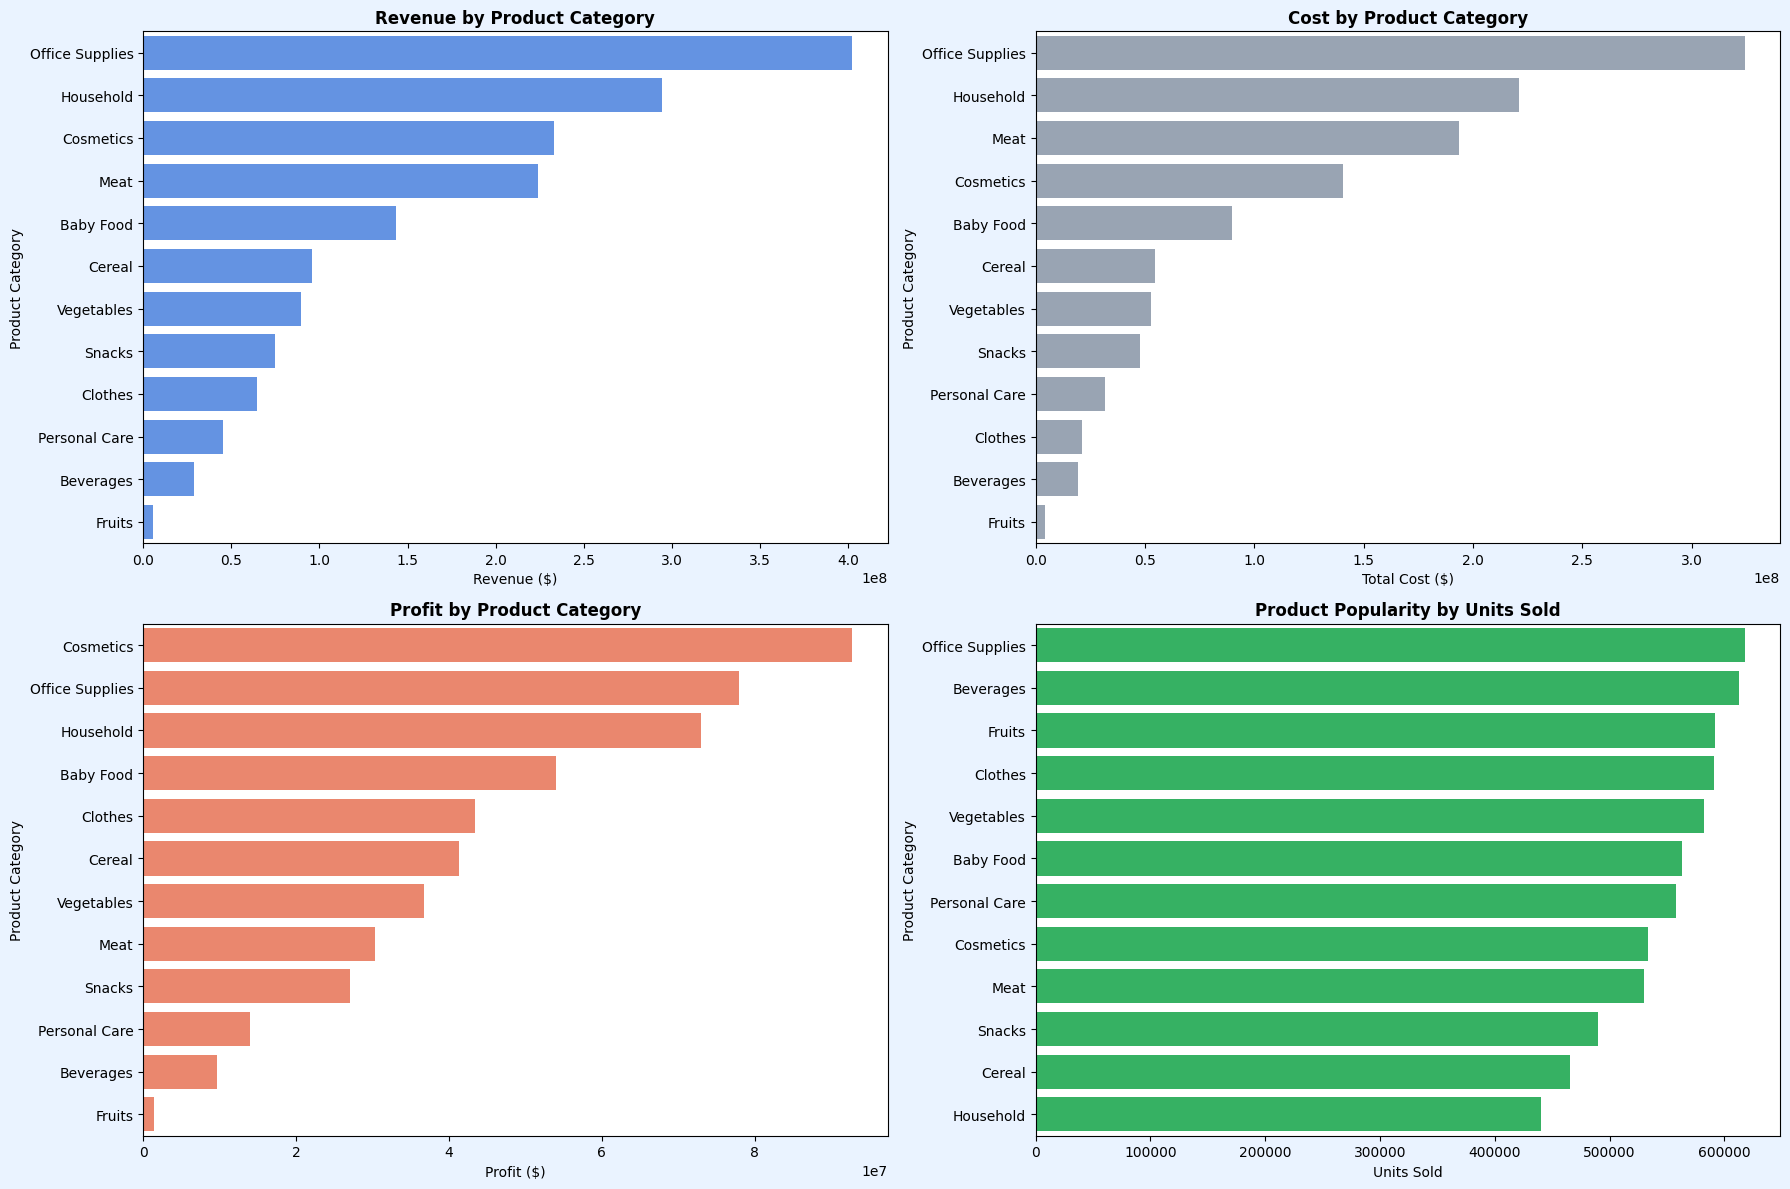 Revenue by Product Category
Product Category
Office Supplies
Household
Cosmetics
Meat
Baby Food
Cereal
Vegetables
Snacks
Clothes
Personal Care
Beverages
Fruits
0.0 0.5 1.0 1.5 2.0 2.5 3.0 3.5 4.0
1e8
Revenue ($)
Cost by Product Category
Product Category
Office Supplies
Household
Meat
Cosmetics
Baby Food
Cereal
Vegetables
Snacks
Personal Care
Clothes
Beverages
Fruits
0.0 0.5 1.0 1.5 2.0 2.5 3.0
1e8
Total Cost ($)
Profit by Product Category
Product Category
Cosmetics
Office Supplies
Household
Baby Food
Clothes
Cereal
Vegetables
Meat
Snacks
Personal Care
Beverages
Fruits
0 2 4 6 8
1e7
Profit ($)
Product Popularity by Units Sold
Product Category
Office Supplies
Beverages
Fruits
Clothes
Vegetables
Baby Food
Personal Care
Cosmetics
Meat
Snacks
Cereal
Household
0 100000 200000 300000 400000 500000 600000
Units Sold